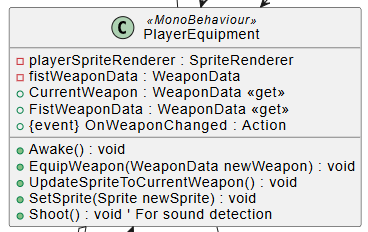 C
«MonoBehaviour»
PlayerEquipment
playerSpriteRenderer : SpriteRenderer
fistWeaponData : WeaponData
CurrentWeapon : WeaponData «get»
FistWeaponData : WeaponData «get»
{event} OnWeaponChanged : Action
Awake() : void
EquipWeapon(WeaponData newWeapon) : void
UpdateSpriteToCurrentWeapon() : void
SetSprite(Sprite newSprite) : void
Shoot() : void ' For sound detection